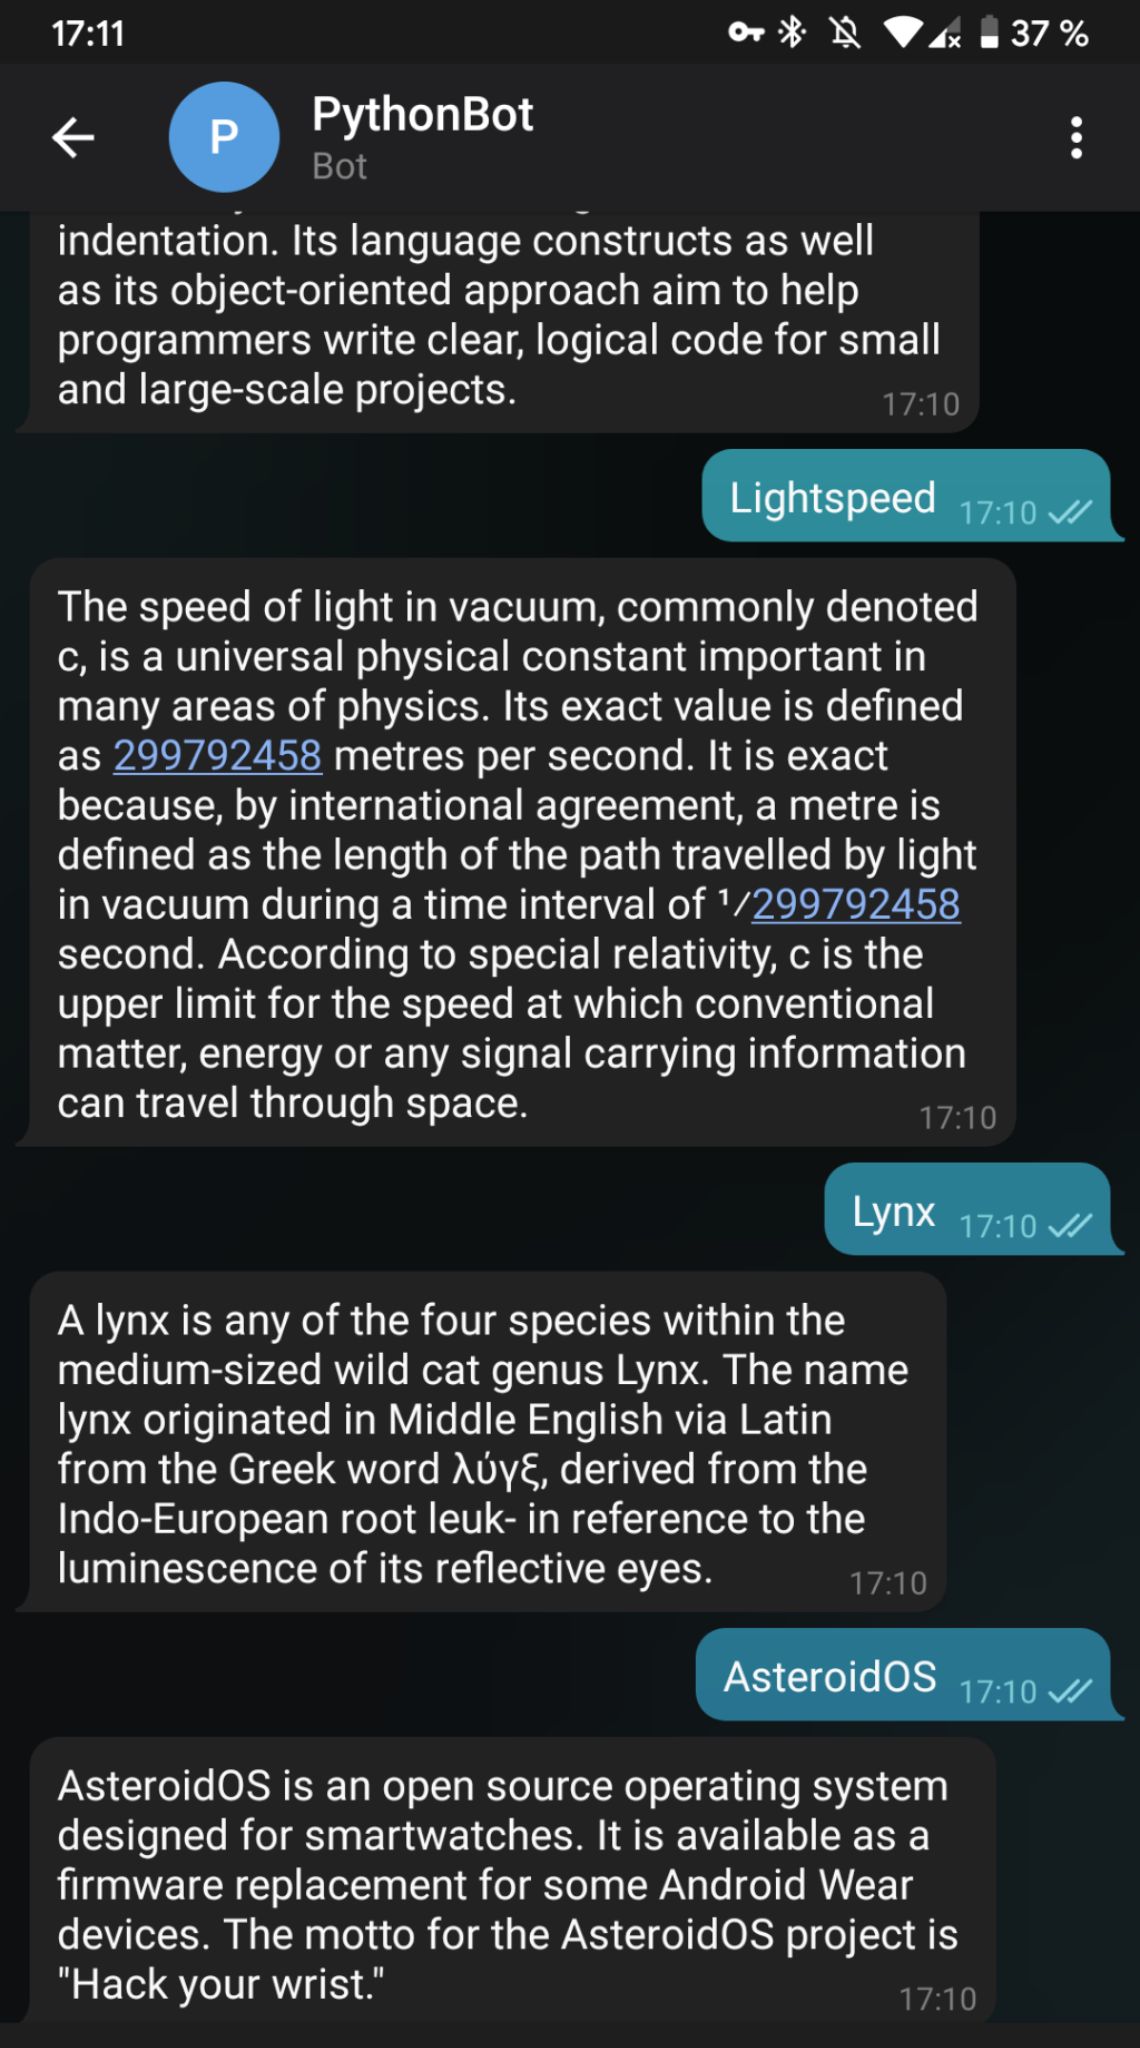 17:11
37 %
P
PythonBot
Bot
indentation. Its language constructs as well
as its object-oriented approach aim to help
programmers write clear, logical code for small
and large-scale projects.
17:10
Lightspeed 17:10
The speed of light in vacuum, commonly denoted
c, is a universal physical constant important in
many areas of physics. Its exact value is defined
as 299792458 metres per second. It is exact
because, by international agreement, a metre is
defined as the length of the path travelled by light
in vacuum during a time interval of ¹⁄299792458
second. According to special relativity, c is the
upper limit for the speed at which conventional
matter, energy or any signal carrying information
can travel through space.
17:10
Lynx 17:10
A lynx is any of the four species within the
medium-sized wild cat genus Lynx. The name
lynx originated in Middle English via Latin
from the Greek word λύγξ, derived from the
Indo-European root leuk- in reference to the
luminescence of its reflective eyes.
17:10
AsteroidOS 17:10
AsteroidOS is an open source operating system
designed for smartwatches. It is available as a
firmware replacement for some Android Wear
devices. The motto for the AsteroidOS project is
"Hack your wrist."
17:10